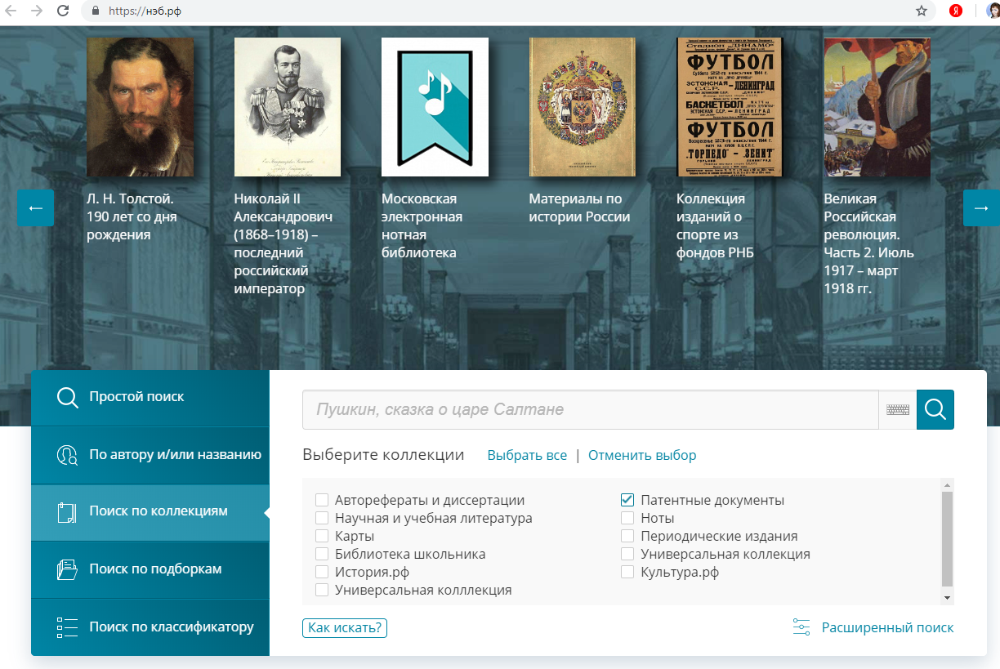 https://нэб.рф
ФУТБОЛ
ЭСТОНСКАЯ С.С.Р. – ЛЕНИНГРАД
БАСКЕТБОЛ
ФУТБОЛ
"ТОРПЕДО" – "ЗЕНИТ"
Л. Н. Толстой.
190 лет со дня
рождения
Николай II
Александрович
(1868–1918) –
последний
российский
император
Московская
электронная
нотная
библиотека
Материалы по
истории России
Коллекция
изданий о
спорте из
фондов РНБ
Великая
Российская
революция.
Часть 2. Июль
1917 – март
1918 гг.
Простой поиск
По автору и/или названию
Поиск по коллекциям
Поиск по подборкам
Поиск по классификатору
Пушкин, сказка о царе Салтане
Выберите коллекции Выбрать все | Отменить выбор
Авторефераты и диссертации
Научная и учебная литература
Карты
Библиотека школьника
История.рф
Универсальная колллекция
Патентные документы
Ноты
Периодические издания
Универсальная коллекция
Культура.рф
Как искать?
Расширенный поиск